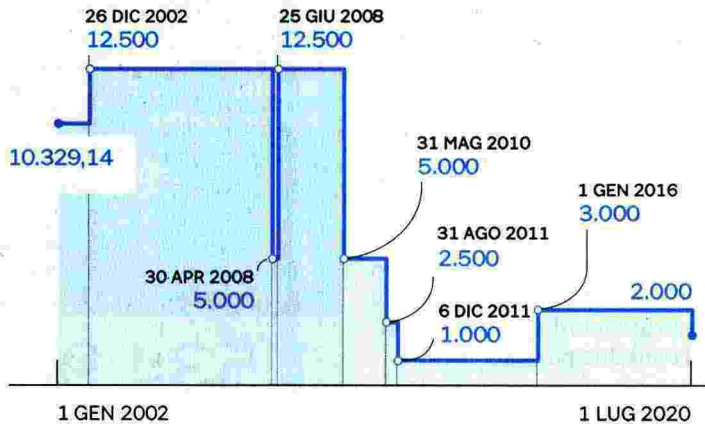 26 DIC 2002
12.500
25 GIU 2008
12.500
10.329,14
30 APR 2008
5.000
31 MAG 2010
5.000
31 AGO 2011
2.500
6 DIC 2011
1.000
1 GEN 2016
3.000
2.000
1 GEN 2002
1 LUG 2020